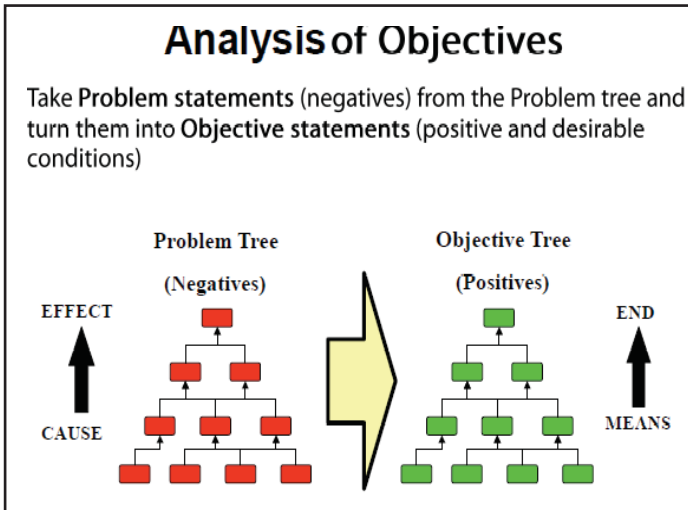 Analysis of Objectives
Take Problem statements (negatives) from the Problem tree and
turn them into Objective statements (positive and desirable
conditions)
Problem Tree
(Negatives)
Objective Tree
(Positives)
EFFECT
CAUSE
END
MEANS